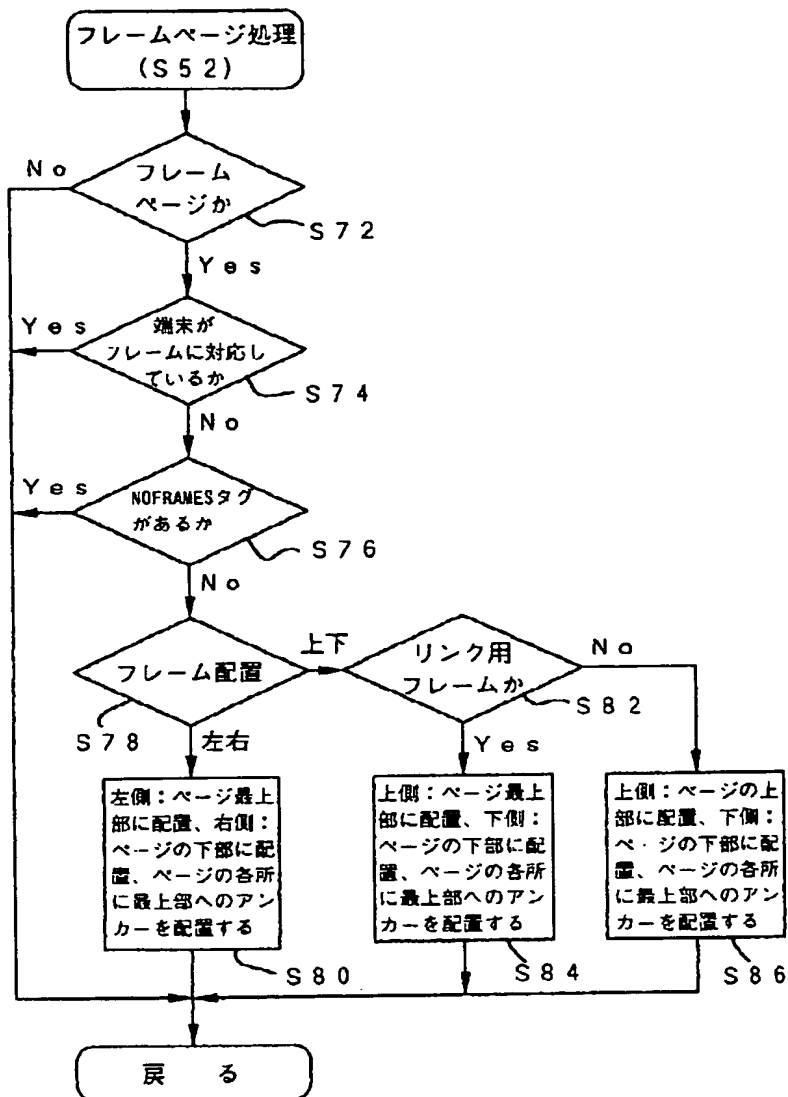 フレームページ処理
(S52)
No
フレーム
ページか
S72
Yes
Yes
端末が
フレームに対応し
ているか
S74
No
Yes
NOFRAMESタグ
があるか
S76
No
フレーム配置
S78
上下
左右
リンク用
フレームか
S82
No
Yes
左側：ページ最上
部に配置、右側：
ページの下部に配
置、ページの各所
に最上部へのアン
カーを配置する
S80
上側：ページ最上
部に配置、下側：
ページの下部に配
置、ページの各所
に最上部へのアン
カーを配置する
S84
上側：ページの上
部に配置、下側：
ページの下部に配
置、ページの各所
に最上部へのアン
カーを配置する
S86
戻る